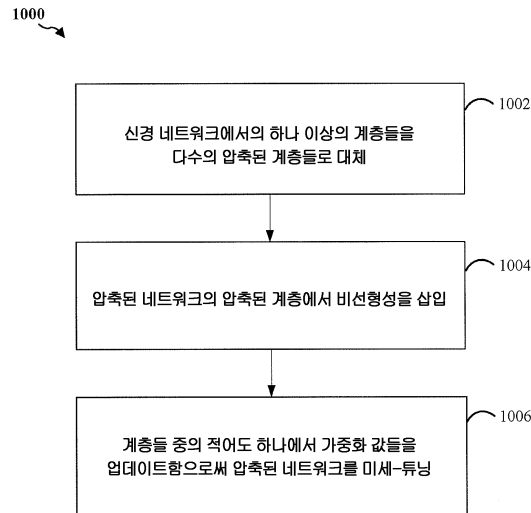 1000
신경 네트워크에서의 하나 이상의 계층들을
다수의 압축된 계층들로 대체
1002
압축된 네트워크의 압축된 계층에서 비선형성을 삽입
1004
계층들 중의 적어도 하나에서 가중화 값들을
업데이트함으로써 압축된 네트워크를 미세-튜닝
1006